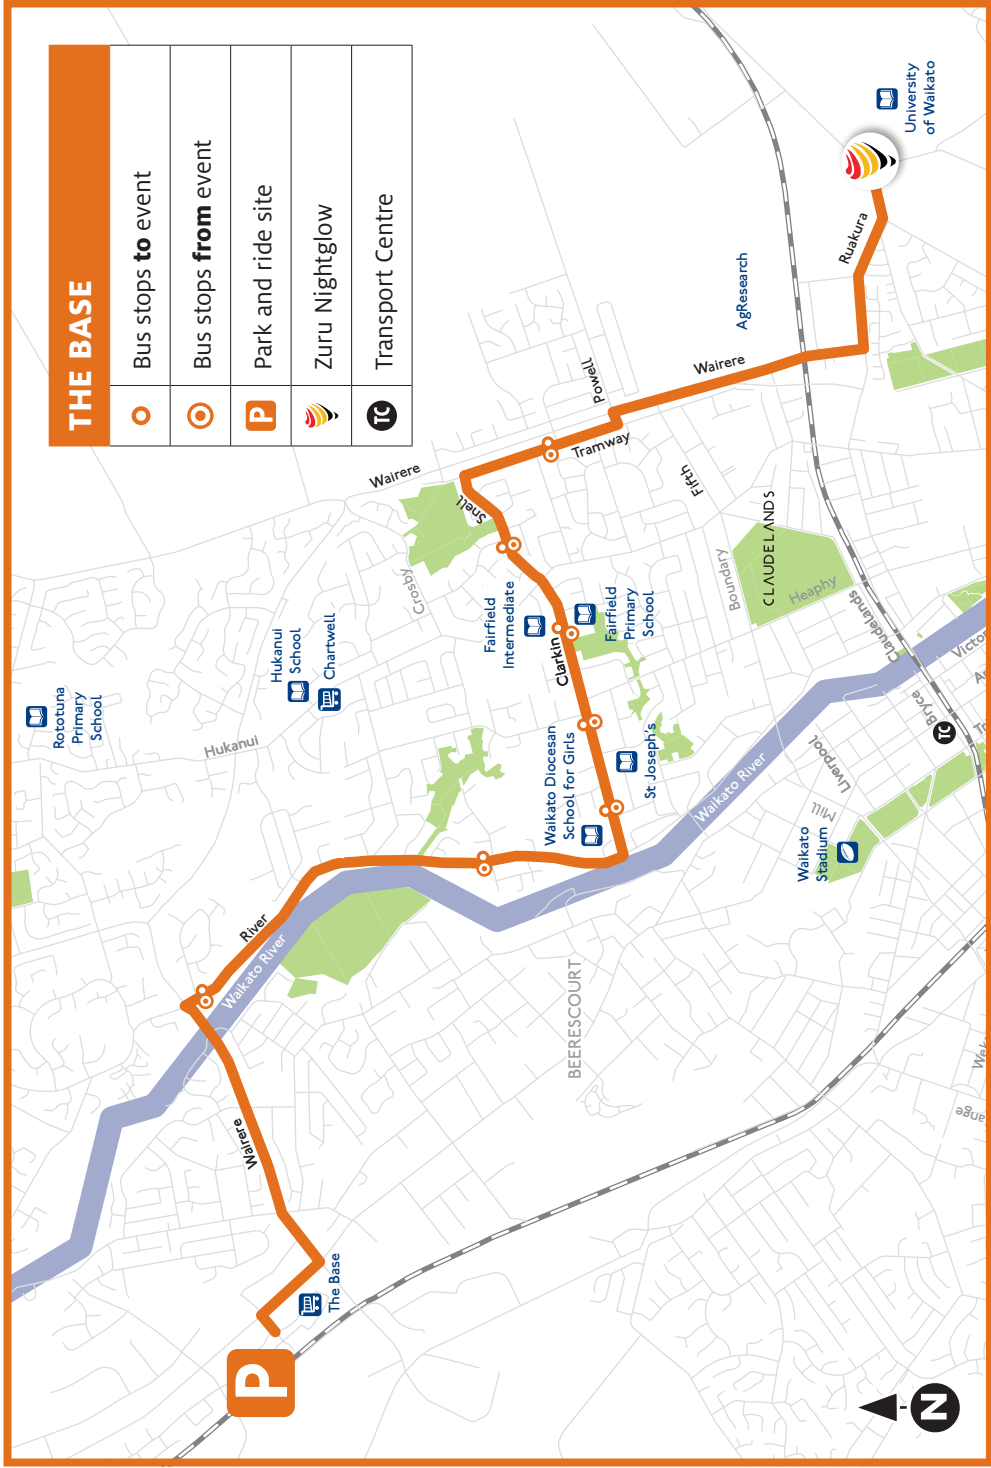 THE BASE
Bus stops to event
Bus stops from event
P
Park and ride site
Zuru Nightglow
TC
Transport Centre
Rototuna
Primary
School
Hukanui
School
Chartwell
Hukanui
Wairere
Crosby
Snell
Fairfield
Intermediate
Fairfield
Primary
School
Clarkin
Waikato Diocesan
School for Girls
St Joseph's
Powell
Tramway
Wairere
Fifth
Boundary
CLAUDELANDS
Heaphy
Claudelands
AgResearch
Ruakura
University
of Waikato
River
Waikato River
Waikato River
Wairere
The Base
P
BEERESCOURT
Waikato
Stadium
Mill
Liverpool
Bryce
TC
Victor
N